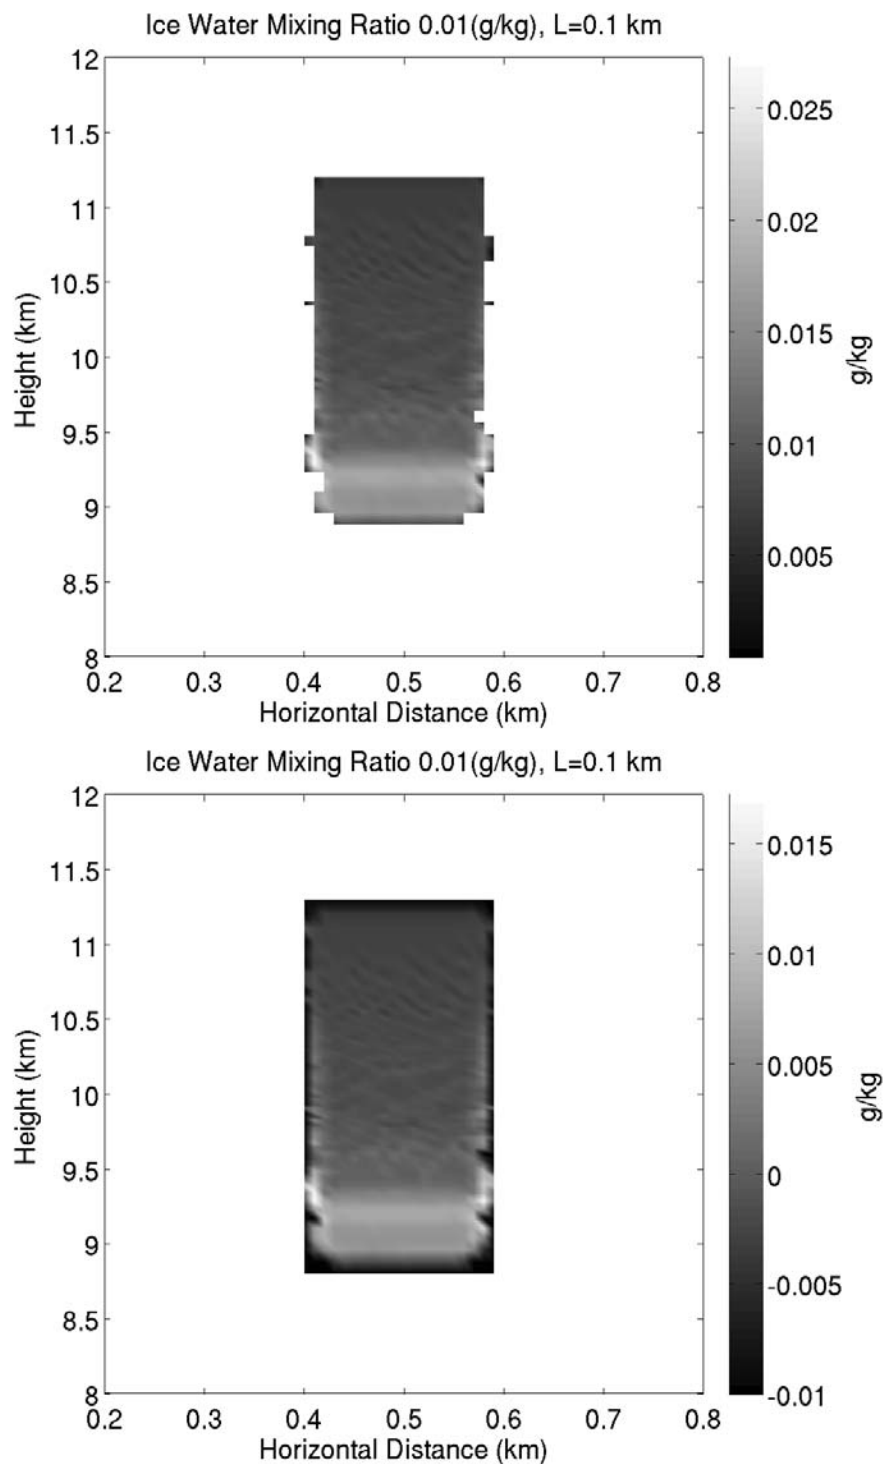 Ice Water Mixing Ratio 0.01(g/kg), L=0.1 km
12
11.5
11
10.5
10
9.5
9
8.5
8
Height (km)
0.2 0.3 0.4 0.5 0.6 0.7 0.8
Horizontal Distance (km)
0.025
0.02
0.015
0.01
0.005
g/kg
Ice Water Mixing Ratio 0.01(g/kg), L=0.1 km
12
11.5
11
10.5
10
9.5
9
8.5
8
Height (km)
0.2 0.3 0.4 0.5 0.6 0.7 0.8
Horizontal Distance (km)
0.015
0.01
0.005
0
-0.005
-0.01
g/kg